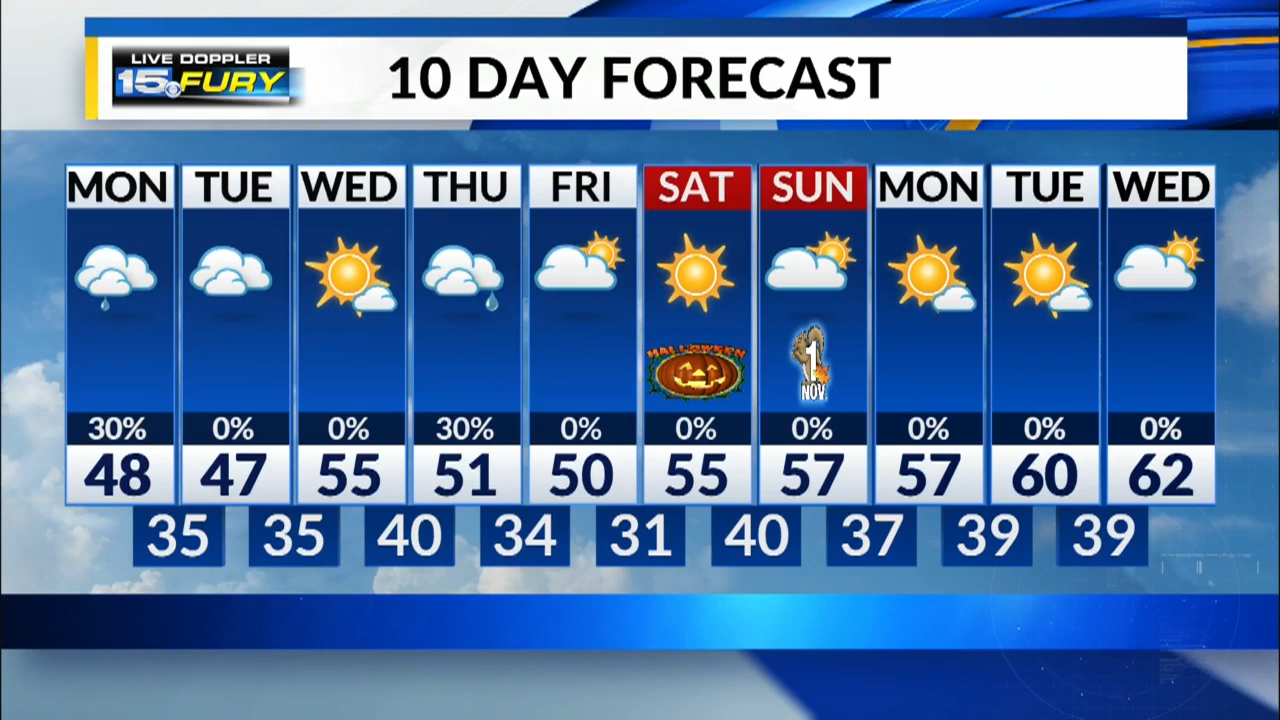 LIVE DOPPLER
15 FURY
10 DAY FORECAST
MON TUE WED THU FRI SAT SUN MON TUE WED
HALLOWEEN
1
NOV.
30% 0% 0% 30% 0% 0% 0% 0% 0% 0%
48 47 55 51 50 55 57 57 60 62
35 35 40 34 31 40 37 39 39